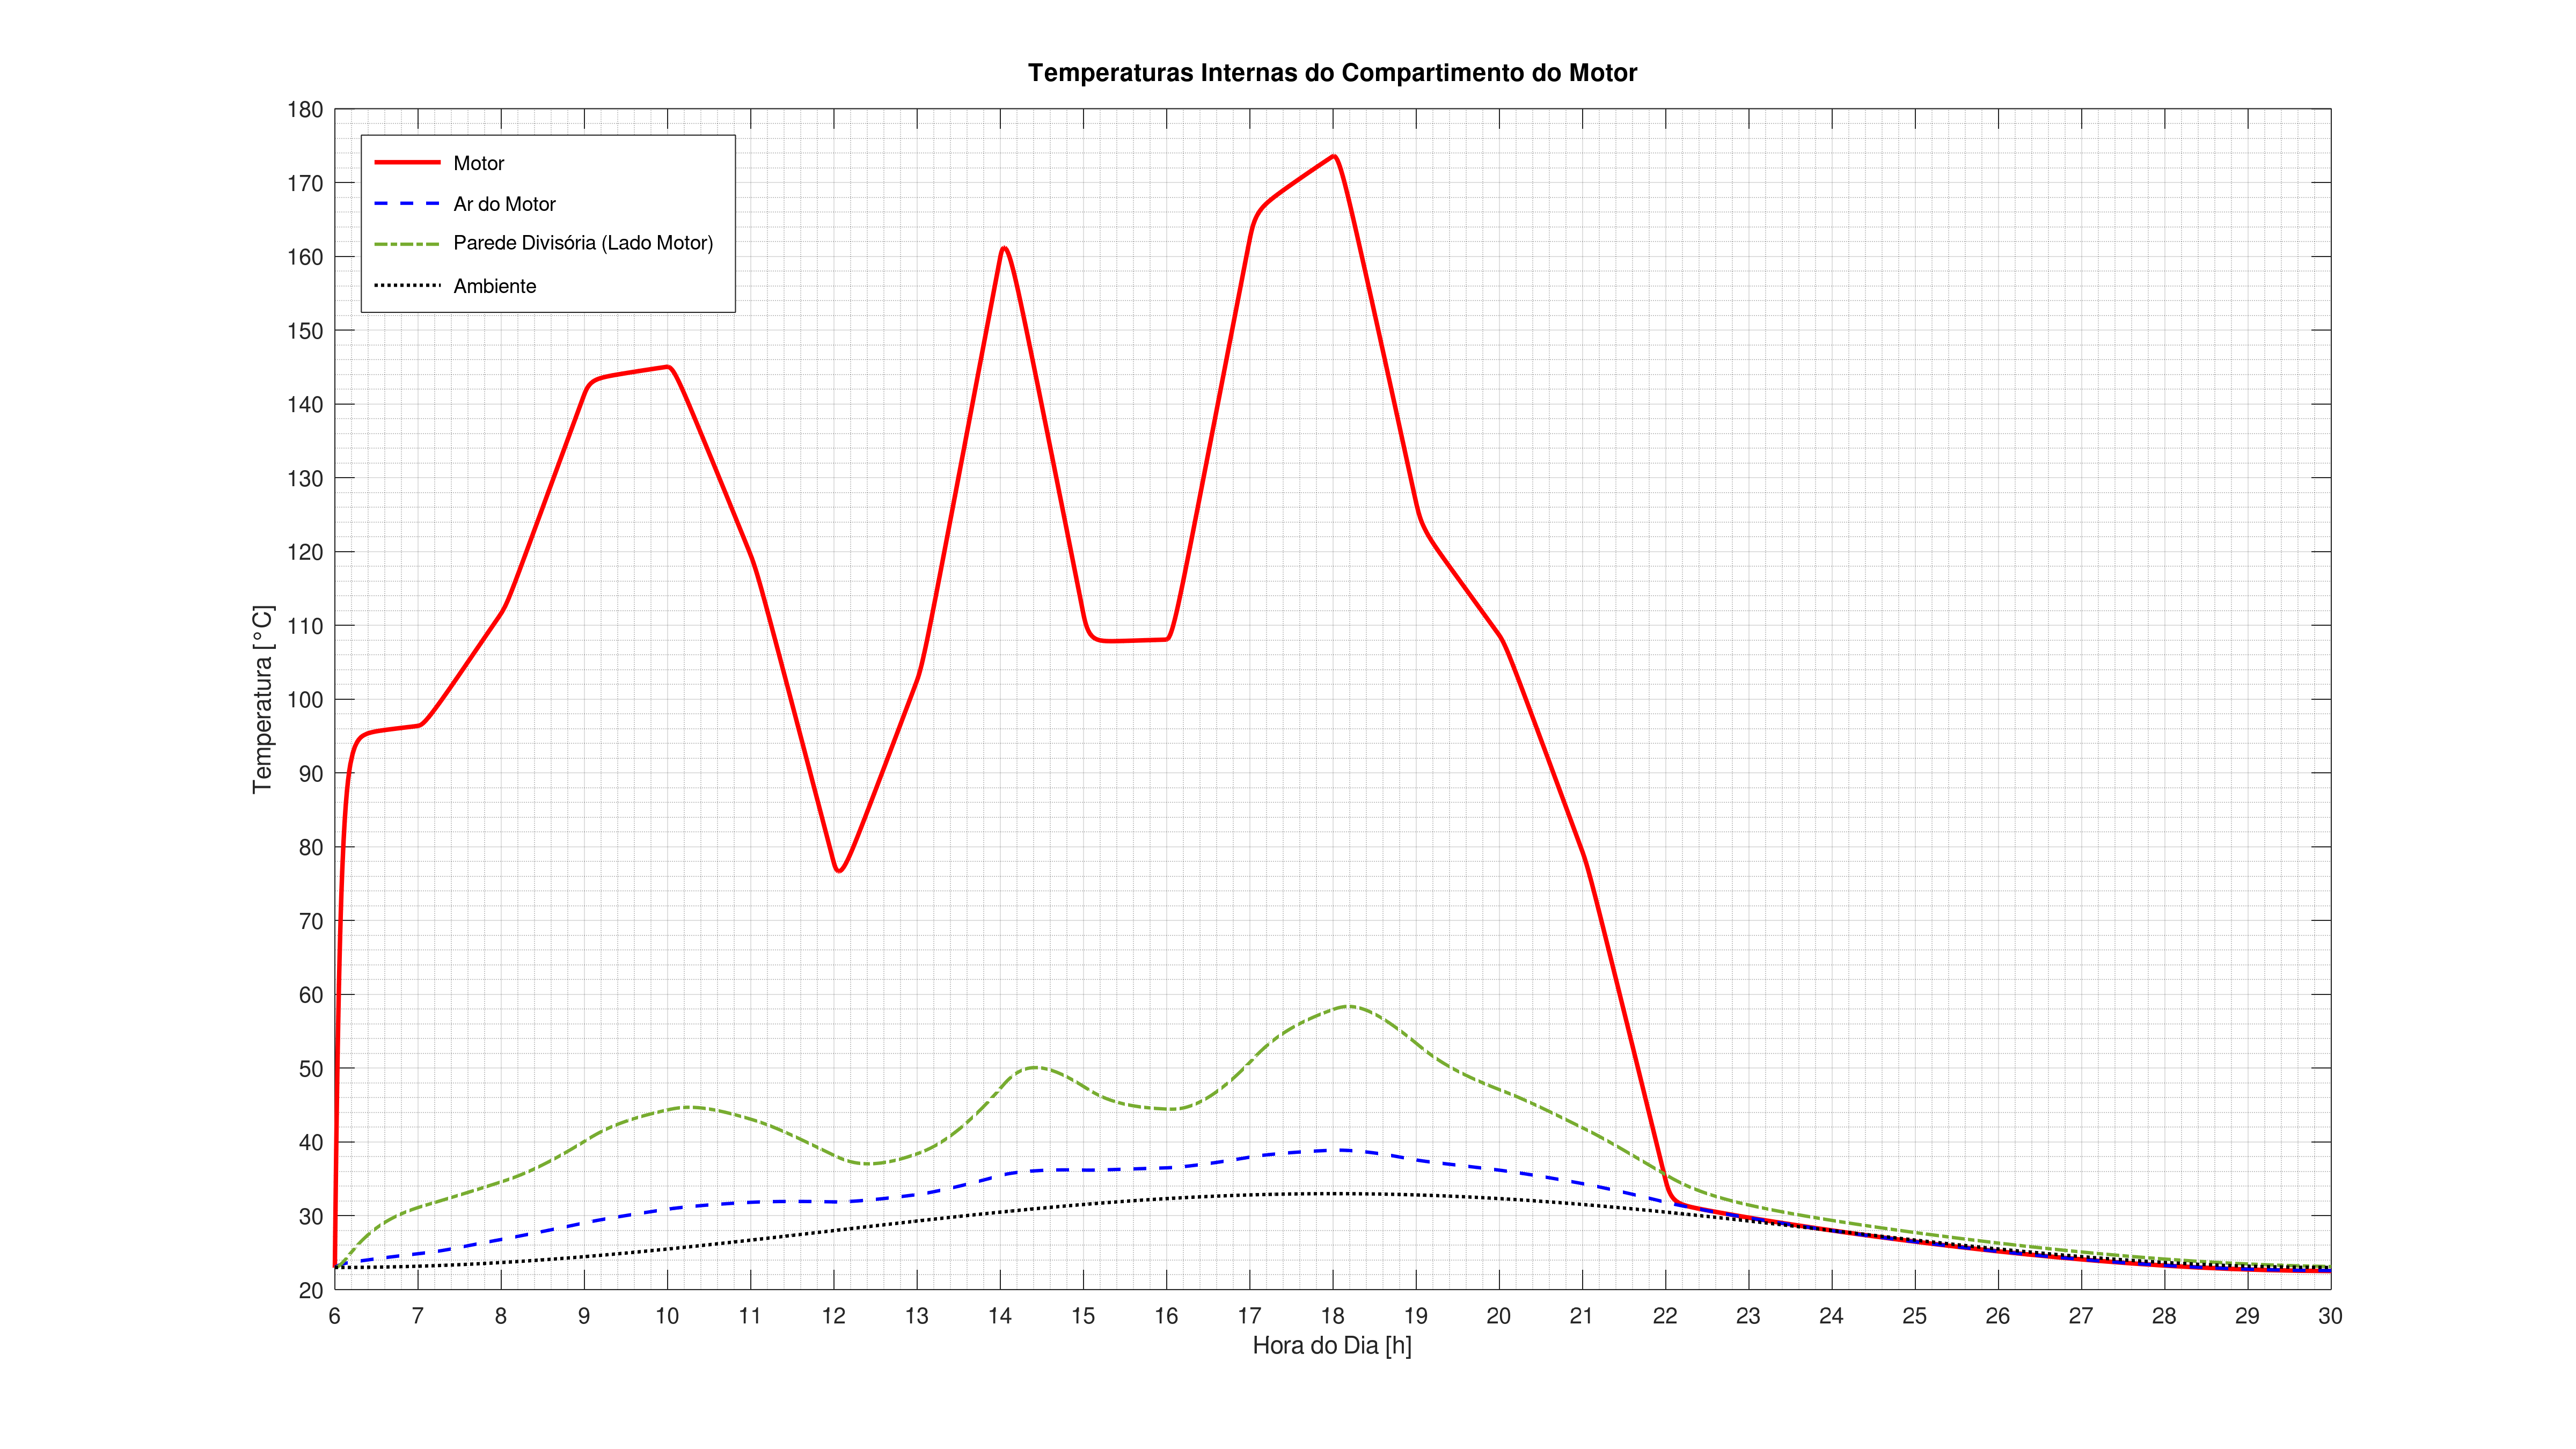 Temperaturas Internas do Compartimento do Motor
180
170
160
150
140
130
120
110
100
90
80
70
60
50
40
30
20
Motor
Ar do Motor
Parede Divisória (Lado Motor)
Ambiente
Temperatura [°C]
6 7 8 9 10 11 12 13 14 15 16 17 18 19 20 21 22 23 24 25 26 27 28 29 30
Hora do Dia [h]